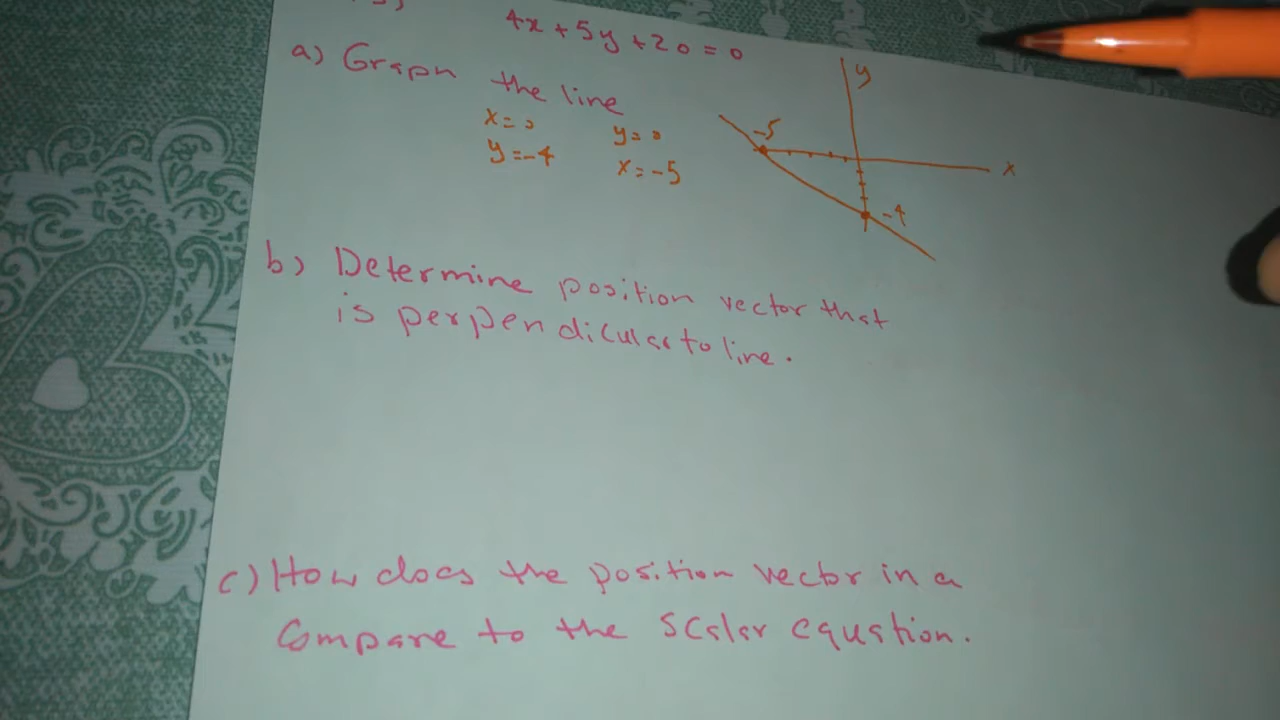 4x + 5y + 20 = 0
a) Graph the line
x = 0 y = 0
y = -4 x = -5
y
-5
x
-4
b) Determine position vector that
is perpendicular to line.
c) How does the position vector in a
compare to the scalar equation.